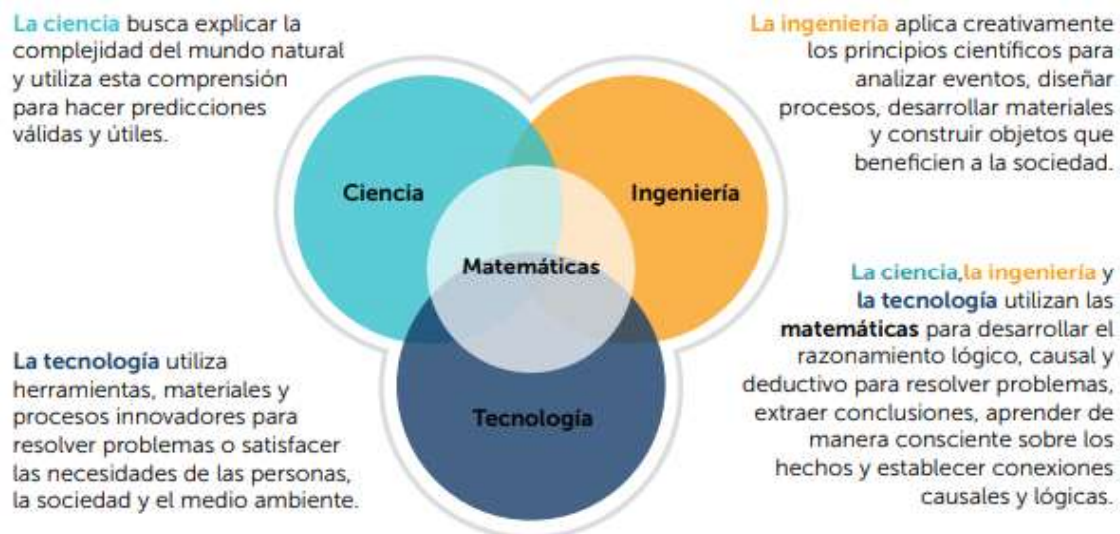 La ciencia busca explicar la
complejidad del mundo natural
y utiliza esta comprensión
para hacer predicciones
válidas y útiles.
La ingeniería aplica creativamente
los principios científicos para
analizar eventos, diseñar
procesos, desarrollar materiales
y construir objetos que
beneficien a la sociedad.
Ciencia
Ingeniería
Matemáticas
Tecnología
La tecnología utiliza
herramientas, materiales y
procesos innovadores para
resolver problemas o satisfacer
las necesidades de las personas,
la sociedad y el medio ambiente.
La ciencia,la ingeniería y
la tecnología utilizan las
matemáticas para desarrollar el
razonamiento lógico, causal y
deductivo para resolver problemas,
extraer conclusiones, aprender de
manera consciente sobre los
hechos y establecer conexiones
causales y lógicas.